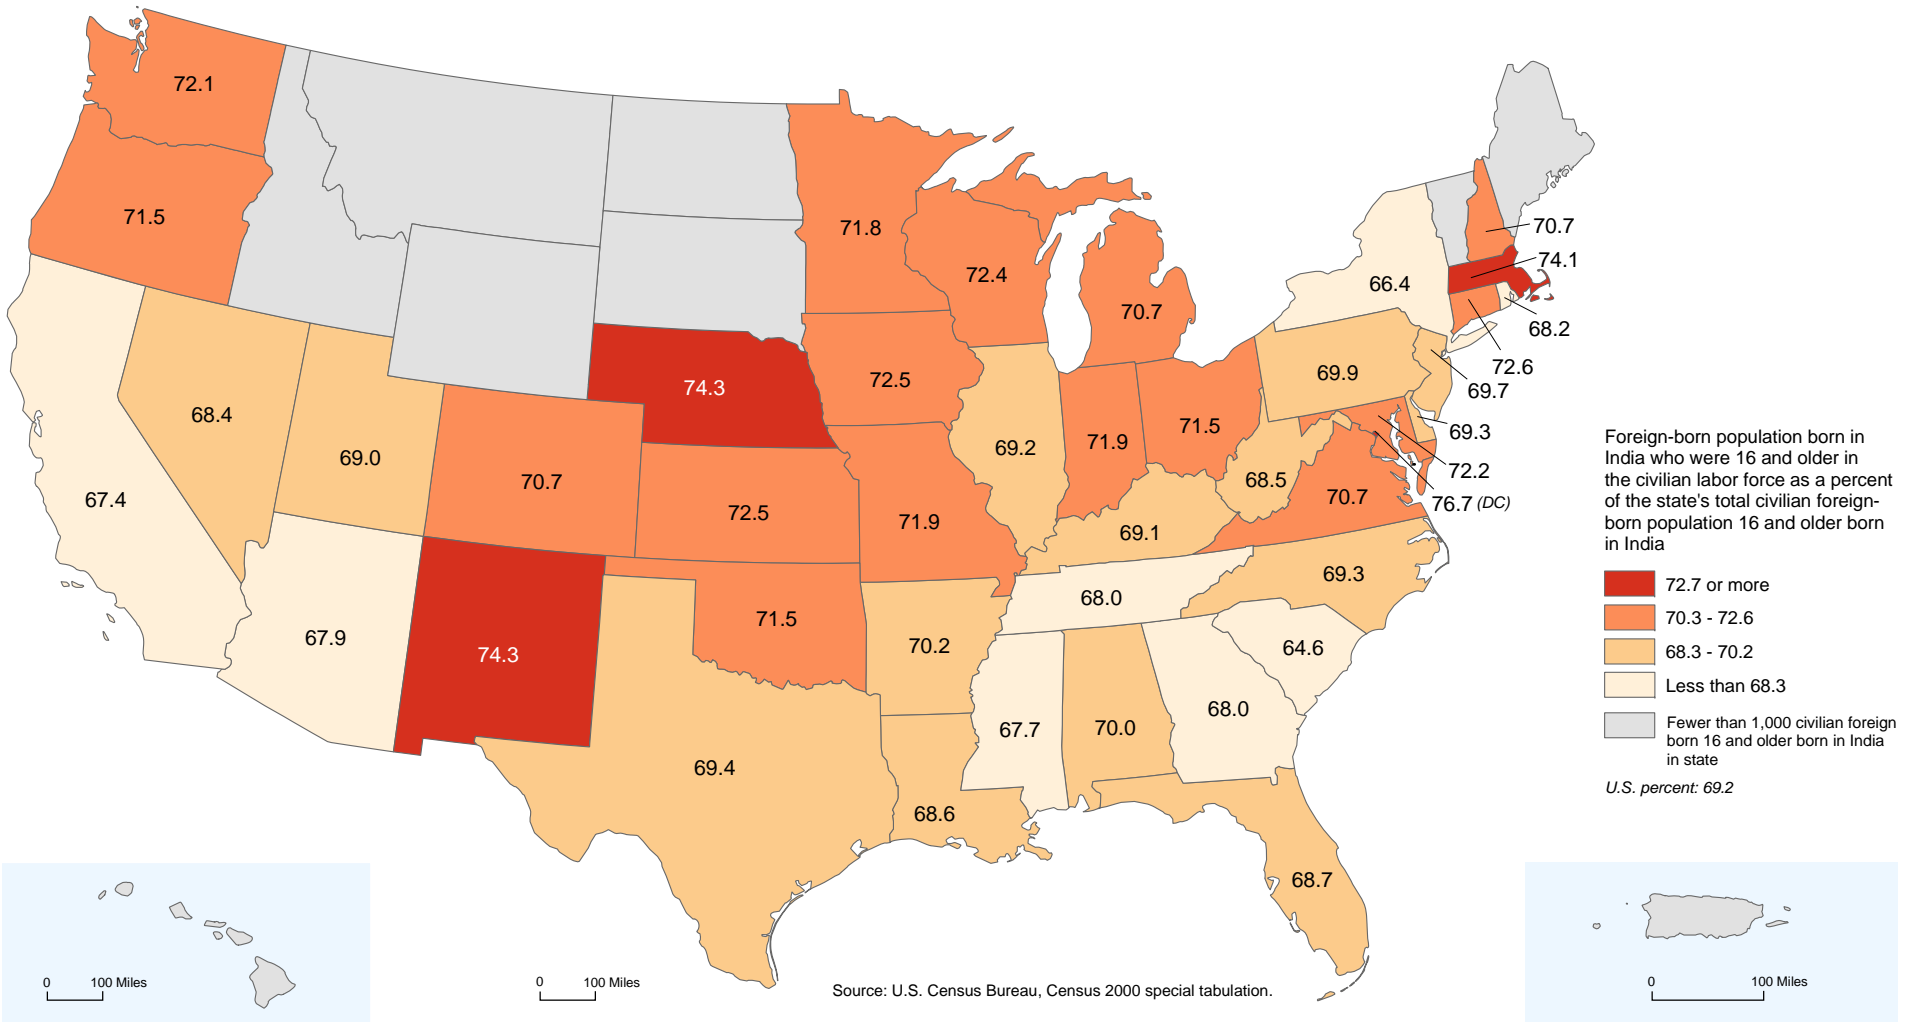 72.1
71.5
71.8
72.4
70.7
70.7
74.1
66.4
68.2
72.6
69.7
74.3
72.5
69.9
68.4
69.0
69.2
71.9
71.5
69.3
72.2
76.7 (DC)
67.4
70.7
72.5
71.9
68.5
70.7
69.1
69.3
67.9
74.3
71.5
70.2
68.0
64.6
67.7
70.0
68.0
69.4
68.6
68.7
Foreign-born population born in
India who were 16 and older in
the civilian labor force as a percent
of the state's total civilian foreign-
born population 16 and older born
in India
72.7 or more
70.3 - 72.6
68.3 - 70.2
Less than 68.3
Fewer than 1,000 civilian foreign
born 16 and older born in India
in state
U.S. percent: 69.2
0 100 Miles
0 100 Miles
0 100 Miles
Source: U.S. Census Bureau, Census 2000 special tabulation.